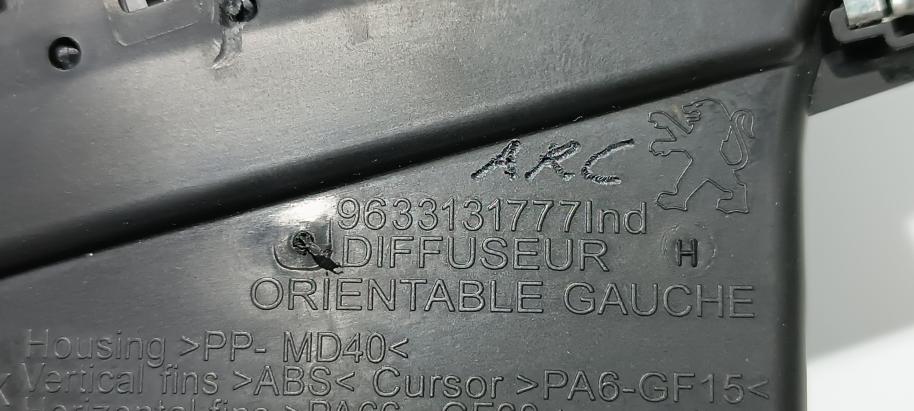 ARC
9633131777Ind
DIFFUSEUR H
ORIENTABLE GAUCHE
Housing >PP- MD40<
Vertical fins >ABS< Cursor >PA6-GF15<